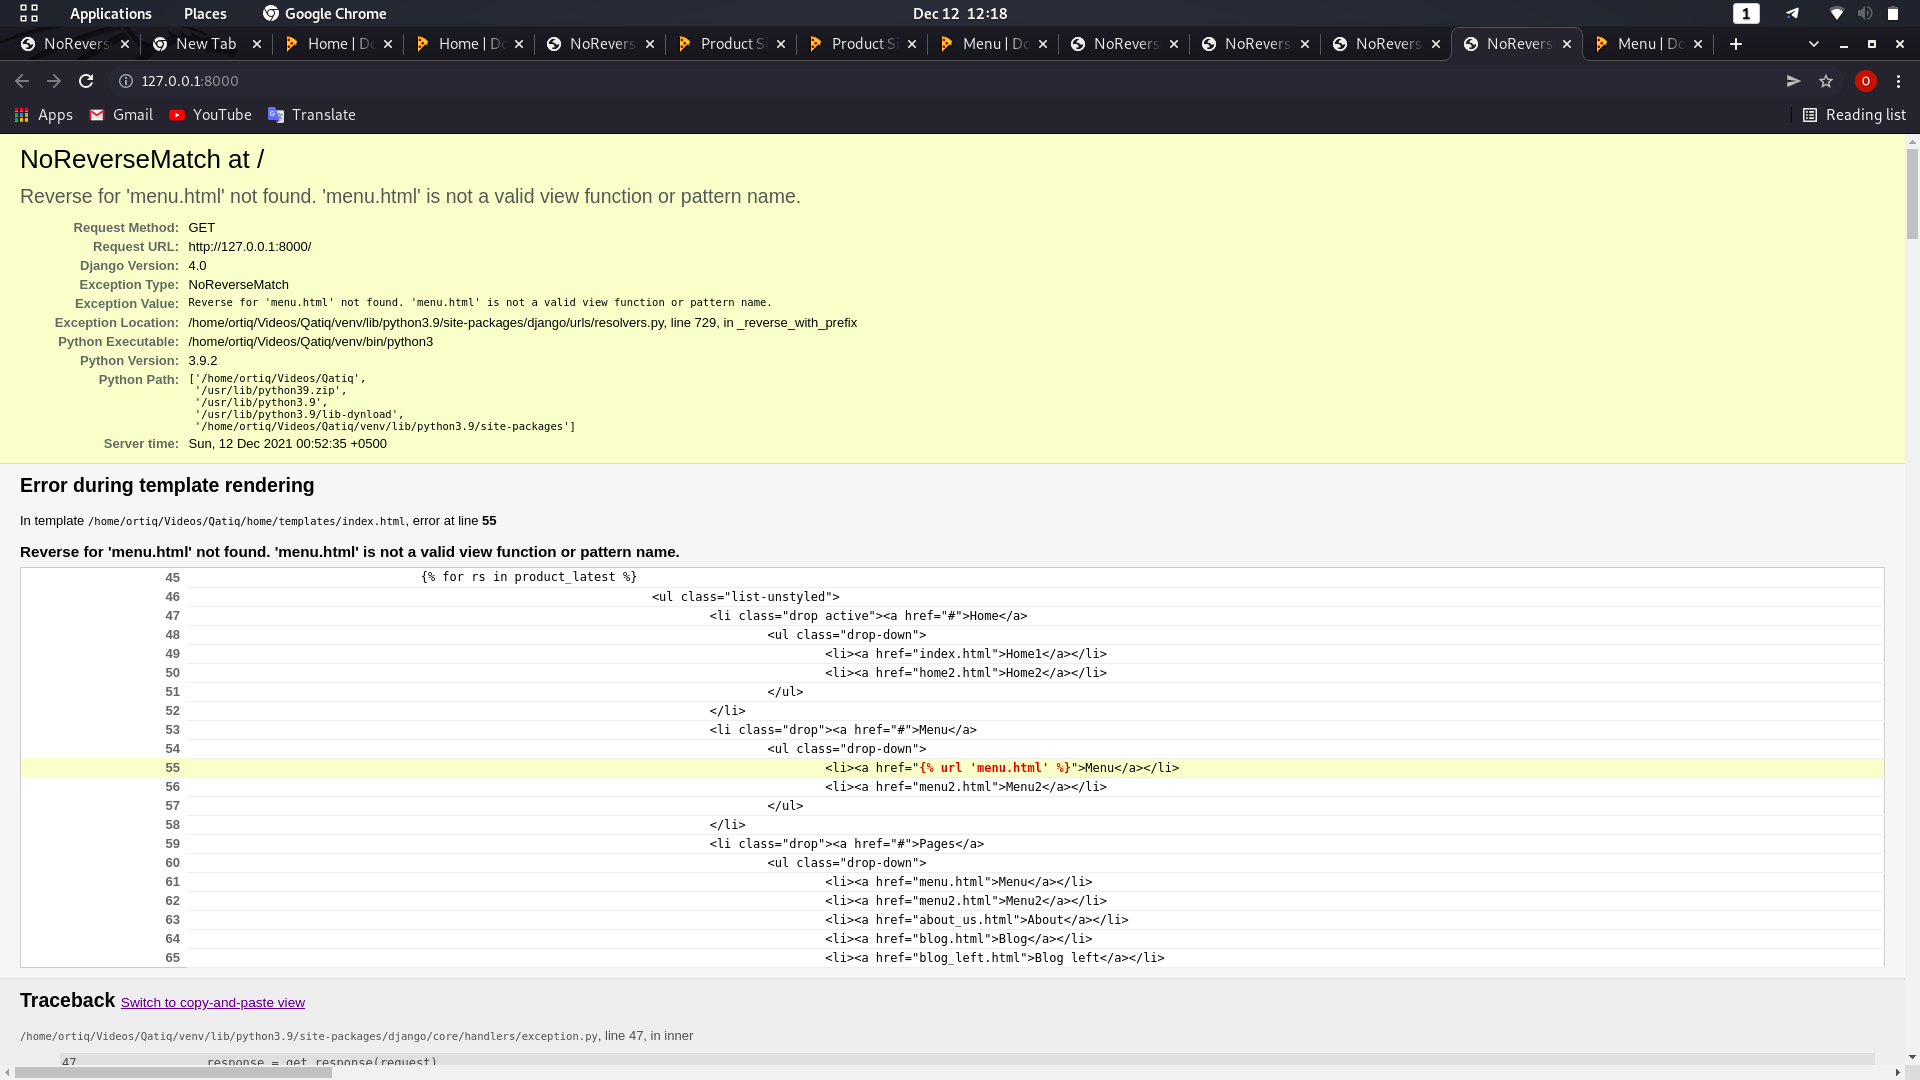 Applications Places Google Chrome Dec 12 12:18 1
NoRevers New Tab Home | Do Home | Do NoRevers Product Si Product Si Menu | Do NoRevers NoRevers NoRevers NoRevers Menu | Do
127.0.0.1:8000 O
Apps Gmail YouTube Translate Reading list
NoReverseMatch at /
Reverse for 'menu.html' not found. 'menu.html' is not a valid view function or pattern name.
Request Method: GET
Request URL: http://127.0.0.1:8000/
Django Version: 4.0
Exception Type: NoReverseMatch
Exception Value: Reverse for 'menu.html' not found. 'menu.html' is not a valid view function or pattern name.
Exception Location: /home/ortiq/Videos/Qatiq/venv/lib/python3.9/site-packages/django/urls/resolvers.py, line 729, in _reverse_with_prefix
Python Executable: /home/ortiq/Videos/Qatiq/venv/bin/python3
Python Version: 3.9.2
Python Path: ['/home/ortiq/Videos/Qatiq',
'/usr/lib/python39.zip',
'/usr/lib/python3.9',
'/usr/lib/python3.9/lib-dynload',
'/home/ortiq/Videos/Qatiq/venv/lib/python3.9/site-packages']
Server time: Sun, 12 Dec 2021 00:52:35 +0500
Error during template rendering
In template /home/ortiq/Videos/Qatiq/home/templates/index.html, error at line 55
Reverse for 'menu.html' not found. 'menu.html' is not a valid view function or pattern name.
45 {% for rs in product_latest %}
46 <ul class="list-unstyled">
47 <li class="drop active"><a href="#">Home</a>
48 <ul class="drop-down">
49 <li><a href="index.html">Home1</a></li>
50 <li><a href="home2.html">Home2</a></li>
51 </ul>
52 </li>
53 <li class="drop"><a href="#">Menu</a>
54 <ul class="drop-down">
55 <li><a href="{% url 'menu.html' %}">Menu</a></li>
56 <li><a href="menu2.html">Menu2</a></li>
57 </ul>
58 </li>
59 <li class="drop"><a href="#">Pages</a>
60 <ul class="drop-down">
61 <li><a href="menu.html">Menu</a></li>
62 <li><a href="menu2.html">Menu2</a></li>
63 <li><a href="about_us.html">About</a></li>
64 <li><a href="blog.html">Blog</a></li>
65 <li><a href="blog_left.html">Blog left</a></li>
Traceback Switch to copy-and-paste view
/home/ortiq/Videos/Qatiq/venv/lib/python3.9/site-packages/django/core/handlers/exception.py, line 47, in inner
47 response = get_response(request)